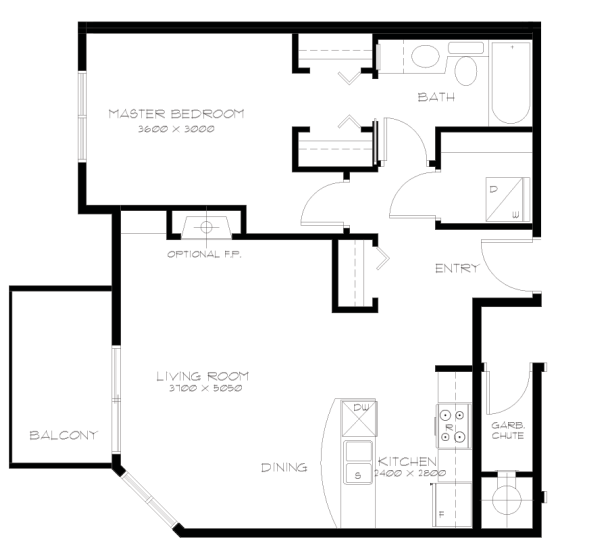 MASTER BEDROOM
3600 X 3000
BATH
D
W
OPTIONAL F.P.
ENTRY
LIVING ROOM
3700 X 5050
DW
R
GARB.
CHUTE
BALCONY
DINING
KITCHEN
2400 X 2800
S
F